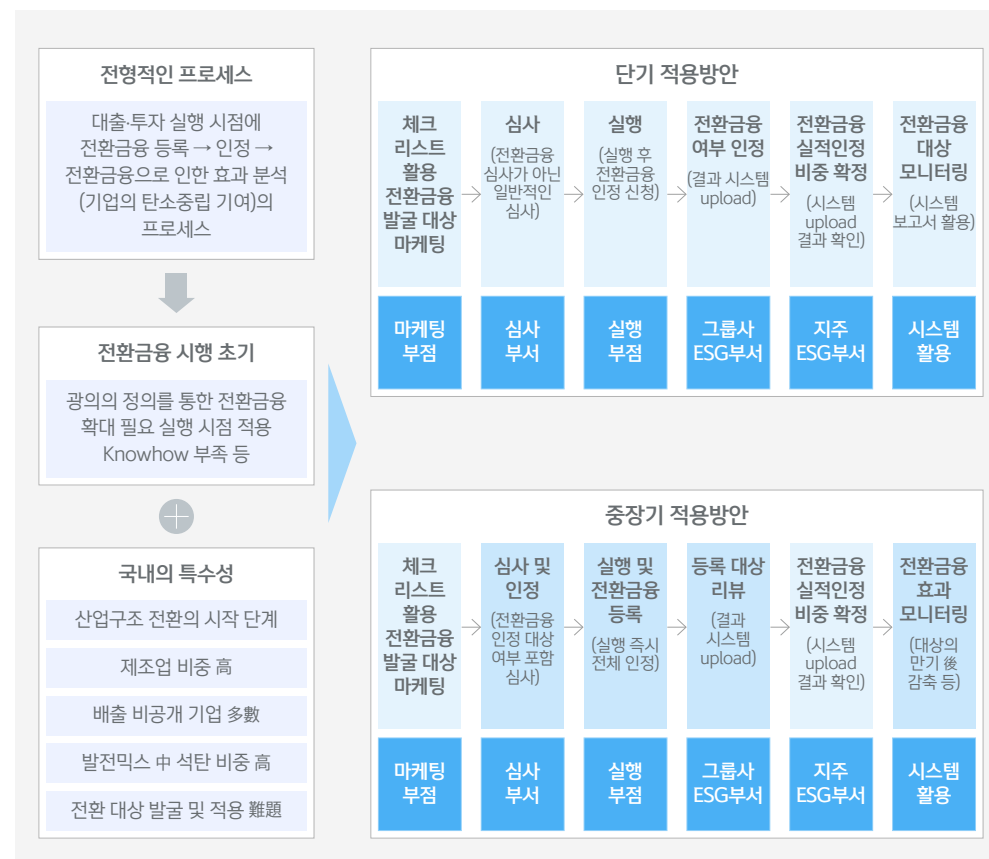 전형적인 프로세스
대출·투자 실행 시점에
전환금융 등록 → 인정 →
전환금융으로 인한 효과 분석
(기업의 탄소중립 기여)의
프로세스
전환금융 시행 초기
광의의 정의를 통한 전환금융
확대 필요 실행 시점 적용
Knowhow 부족 등
국내의 특수성
산업구조 전환의 시작 단계
제조업 비중 高
배출 비공개 기업 多數
발전믹스 中 석탄 비중 高
전환 대상 발굴 및 적용 難題
단기 적용방안
체크
리스트
활용
전환금융
발굴 대상
마케팅
심사
(전환금융
심사가 아닌
일반적인
심사)
실행
(실행 후
전환금융
인정 신청)
전환금융
여부 인정
(결과 시스템
upload)
전환금융
실적인정
비중 확정
(시스템
upload
결과 확인)
전환금융
대상
모니터링
(시스템
보고서 활용)
마케팅
부점
심사
부서
실행
부점
그룹사
ESG부서
지주
ESG부서
시스템
활용
중장기 적용방안
체크
리스트
활용
전환금융
발굴 대상
마케팅
심사 및
인정
(전환금융
인정 대상
여부 포함
심사)
실행 및
전환금융
등록
(실행 즉시
전체 인정)
등록 대상
리뷰
(결과
시스템
upload)
전환금융
실적인정
비중 확정
(시스템
upload
결과 확인)
전환금융
효과
모니터링
(대상의
만기 後
감축 등)
마케팅
부점
심사
부서
실행
부점
그룹사
ESG부서
지주
ESG부서
시스템
활용